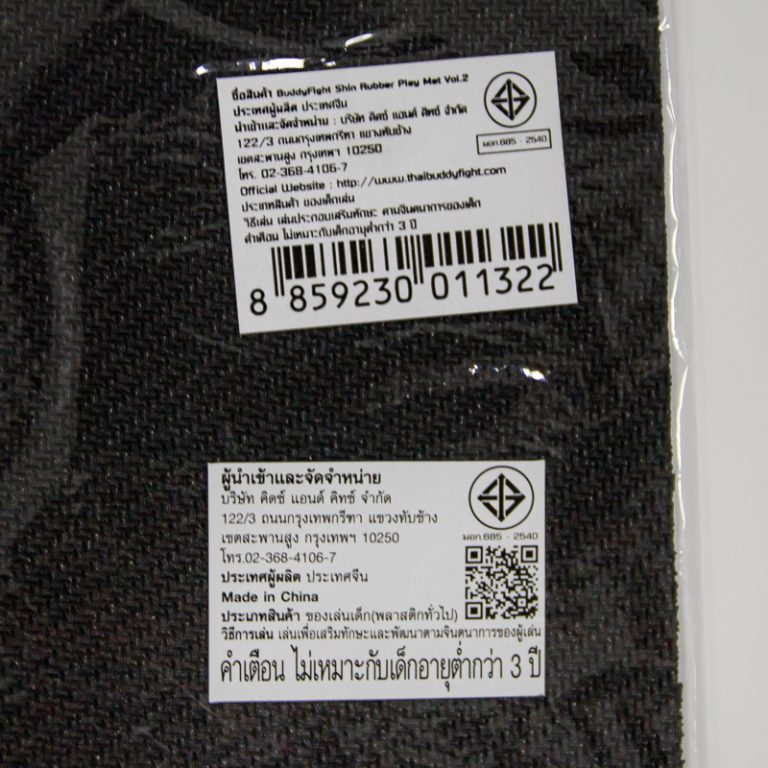 ชื่อสินค้า BuddyFight Shin Rubber Play Mat Vol.2
ประเทศผู้ผลิต ประเทศจีน
นำเข้าและจัดจำหน่าย : บริษัท คิดซ์ แอนด์ คิทซ์ จำกัด
122/3 ถนนกรุงเทพกรีฑา แขวงทับช้าง
เขตสะพานสูง กรุงเทพฯ 10250
โทร. 02-368-4106-7
Official Website : http://www.thaibuddyfight.com
ประเภทสินค้า ของเด็กเล่น
วิธีเล่น เล่นประกอบเสริมทักษะ ตามจินตนาการของเด็ก
คำเตือน ไม่เหมาะกับเด็กอายุต่ำกว่า 3 ปี
มอก.685 - 2540
8 859230 011322
ผู้นำเข้าและจัดจำหน่าย
บริษัท คิดซ์ แอนด์ คิทซ์ จำกัด
122/3 ถนนกรุงเทพกรีฑา แขวงทับช้าง
เขตสะพานสูง กรุงเทพฯ 10250
โทร.02-368-4106-7
ประเทศผู้ผลิต ประเทศจีน
Made in China
ประเภทสินค้า ของเล่นเด็ก(พลาสติกทั่วไป)
วิธีการเล่น เล่นเพื่อเสริมทักษะและพัฒนาตามจินตนาการของผู้เล่น
คำเตือน ไม่เหมาะกับเด็กอายุต่ำกว่า 3 ปี
มอก.685 - 2540